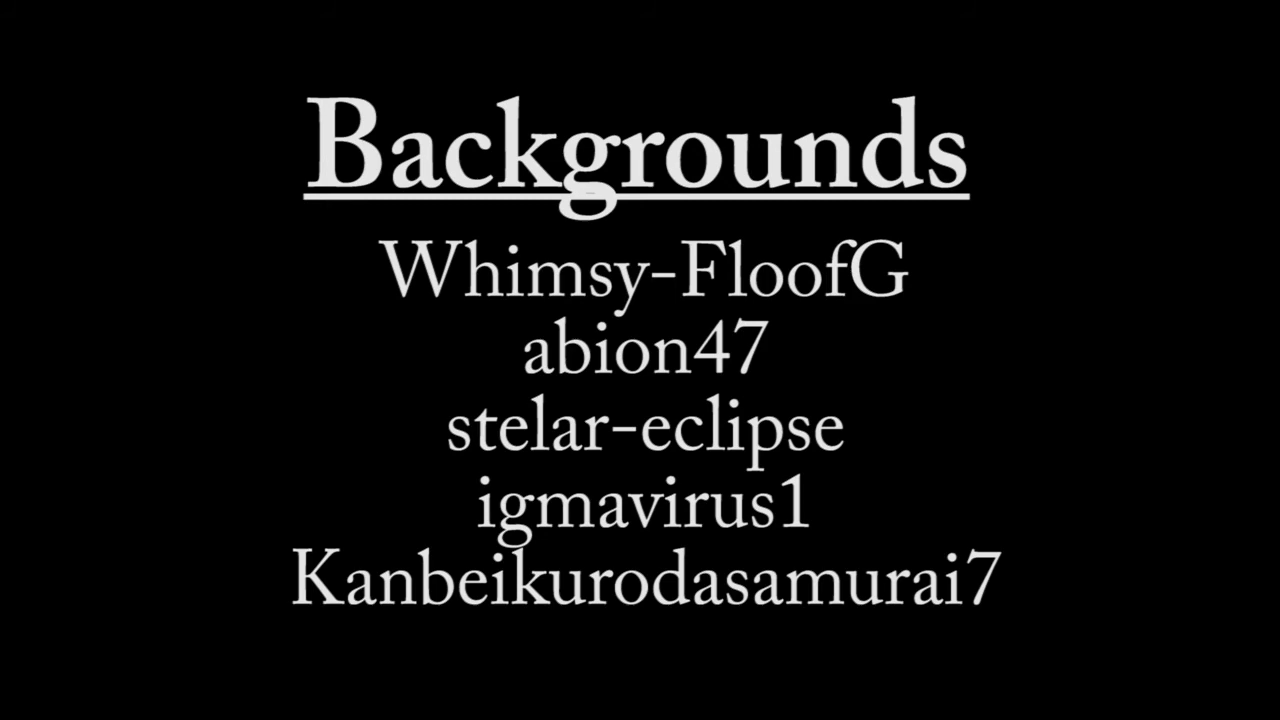 Backgrounds
Whimsy-FloofG
abion47
stelar-eclipse
igmavirus1
Kanbeikurodasamurai7